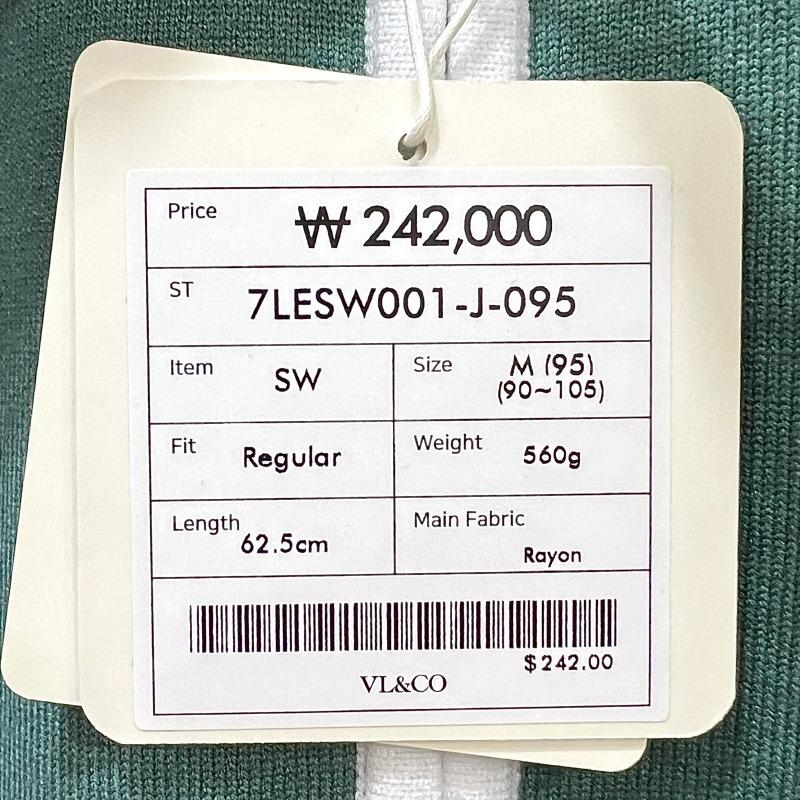 Price ₩ 242,000
ST 7LESW001-J-095
Item SW
Size M (95)
(90~105)
Fit Regular
Weight 560g
Length 62.5cm
Main Fabric
Rayon
$242.00
VL&CO